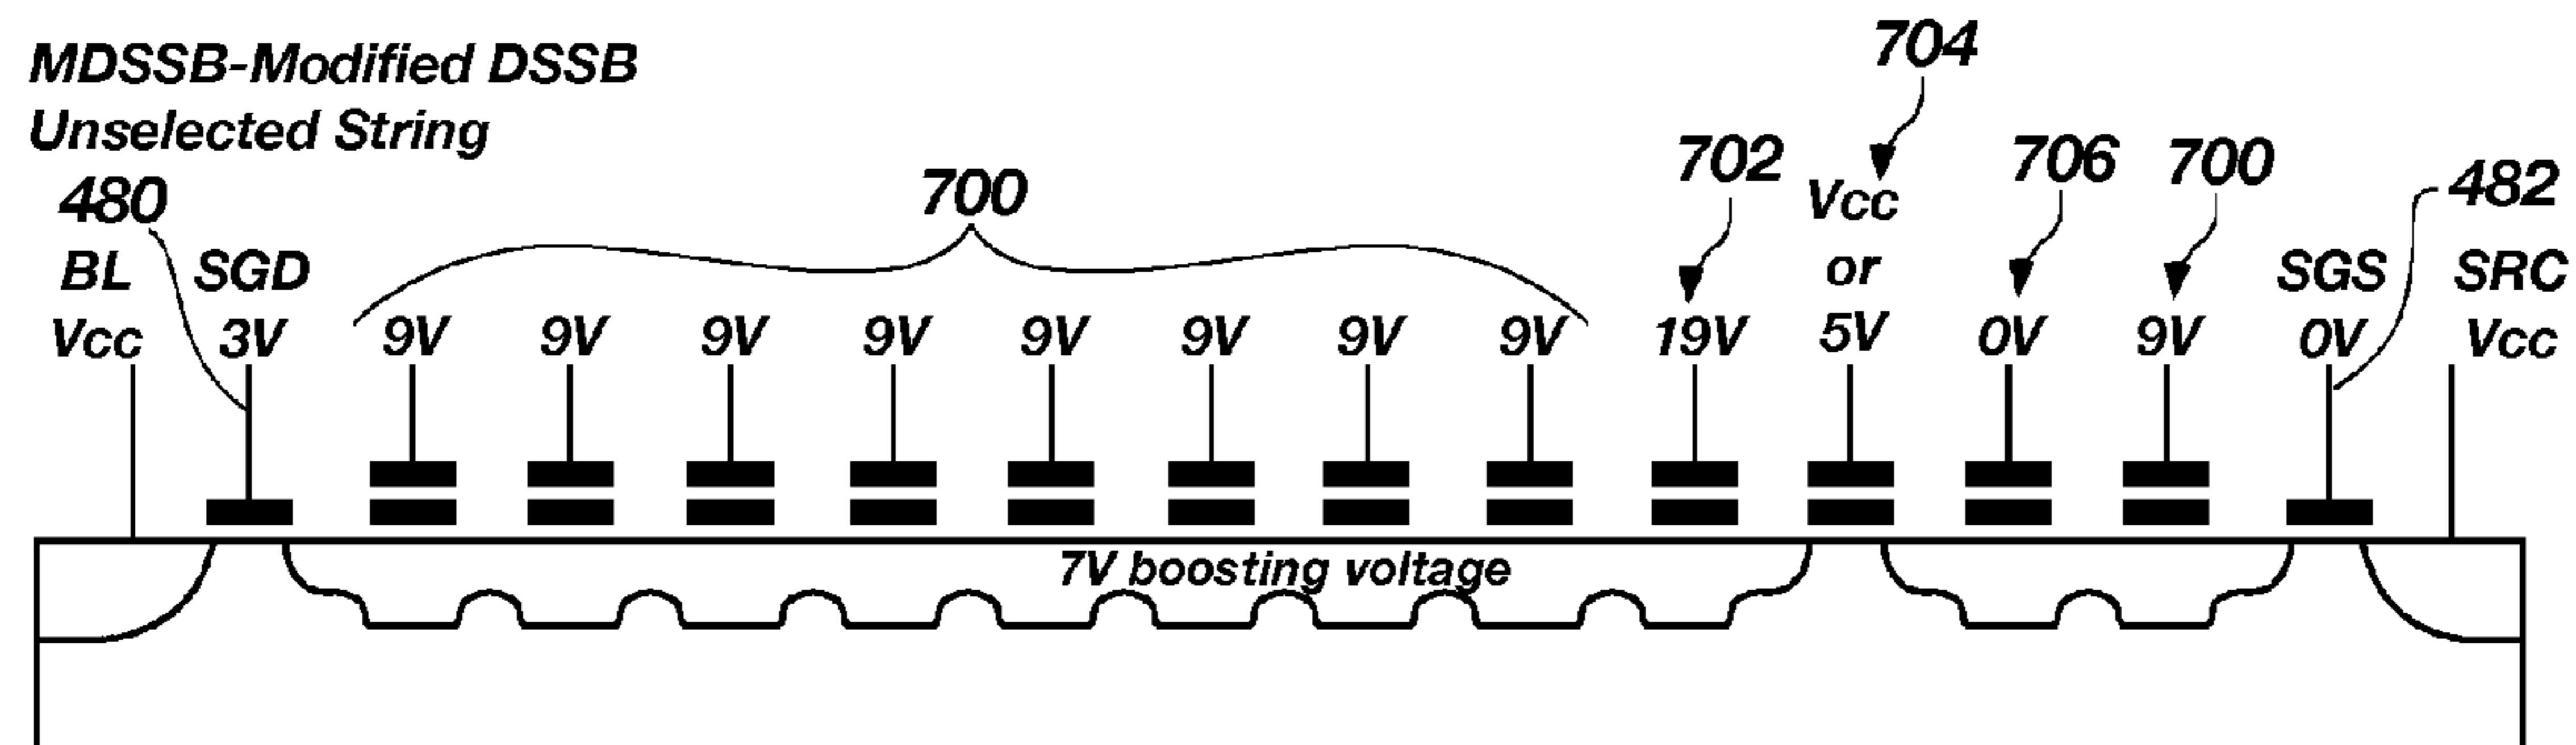 MDSSB-Modified DSSB
Unselected String
704
702
706
700
480
700
482
Vcc
or
5V
BL
SGD
SGS
SRC
Vcc
3V
9V 9V 9V 9V 9V 9V 9V 9V
19V
0V
9V
0V
Vcc
7V boosting voltage